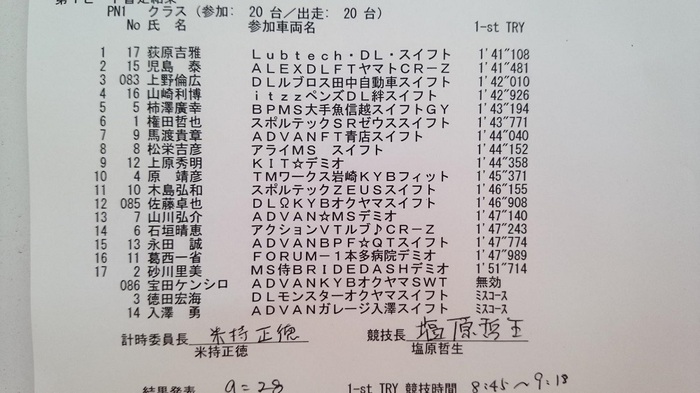 PN1 クラス (参加: 20 台／出走: 20 台)
No 氏 名 参加車両名 1-st TRY
1 17 荻原吉雅 Ｌｕｂｔｅｃｈ・ＤＬ・スイフト 1'41"108
2 15 児島 泰 ＡＬＥＸＤＬＦＴヤマトＣＲ－Ｚ 1'41"481
3 083 上野倫広 ＤＬルブロス田中自動車スイフト 1'42"010
4 16 山崎利博 ｉｔｚｚペンズＤＬ絆スイフト 1'42"926
5 5 柿澤廣幸 ＢＰＭＳ大手魚信越スイフトＧＹ 1'43"194
6 1 権田哲也 スポルテックＳＲゼウススイフト 1'43"771
7 9 馬渡貴章 ＡＤＶＡＮＦＴ青店スイフト 1'44"040
8 8 松栄吉彦 アライＭＳ スイフト 1'44"152
9 12 上原秀明 ＫＩＴ☆デミオ 1'44"358
10 4 原 靖彦 ＴＭワークス岩崎ＫＹＢフィット 1'45"371
11 10 木島弘和 スポルテックＺＥＵＳスイフト 1'46"155
12 085 佐藤卓也 ＤＬΩＫＹＢオクヤマスイフト 1'46"908
13 7 山川弘介 ＡＤＶＡＮ☆ＭＳデミオ 1'47"140
14 6 石垣晴恵 アクションＶＴルブ♪ＣＲ－Ｚ 1'47"243
15 13 永田 誠 ＡＤＶＡＮＢＰＦ☆ＱＴスイフト 1'47"774
16 11 葛西一省 ＦＯＲＵＭ－１本多病院デミオ 1'47"989
17 2 砂川里美 ＭＳ侍ＢＲＩＤＥＤＡＳＨデミオ 1'51"714
086 宝田ケンシロ ＡＤＶＡＮＫＹＢオクヤマＳＷＴ 無効
3 徳田宏海 ＤＬモンスターオクヤマスイフト ﾐｽｺｰｽ
14 入澤 勇 ＡＤＶＡＮガレージ入澤スイフト ﾐｽｺｰｽ
計時委員長 米持正徳 競技長 塩原哲生
米持正徳 塩原哲生
結果発表 9=28 1-st TRY 競技時間 8:45～9:18